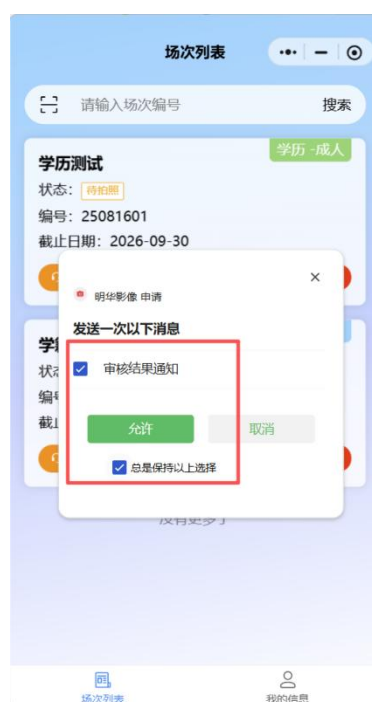 场次列表
请输入场次编号 搜索
学历 -成人
学历测试
状态: 待拍照
编号: 25081601
截止日期: 2026-09-30
明华影像 申请
发送一次以下消息
审核结果通知
允许 取消
总是保持以上选择
没有更多了
场次列表 我的信息